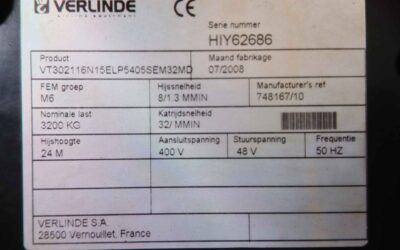 VERLINDE
lifting equipment
CE
Serie nummer
HIY62686
Product
Maand fabrikage
VT302116N15ELP5405SEM32MD
07/2008
FEM groep
Hijssnelheid
Manufacturer's ref
M6
8/1.3 MMIN
748167/10
Nominale last
Katrijdsnelheid
3200 KG
32/ MMIN
Hijshoogte
Aansluitspanning
Stuurspanning
Frequentie
24 M
400 V
48 V
50 HZ
VERLINDE S.A.
28500 Vernouillet, France